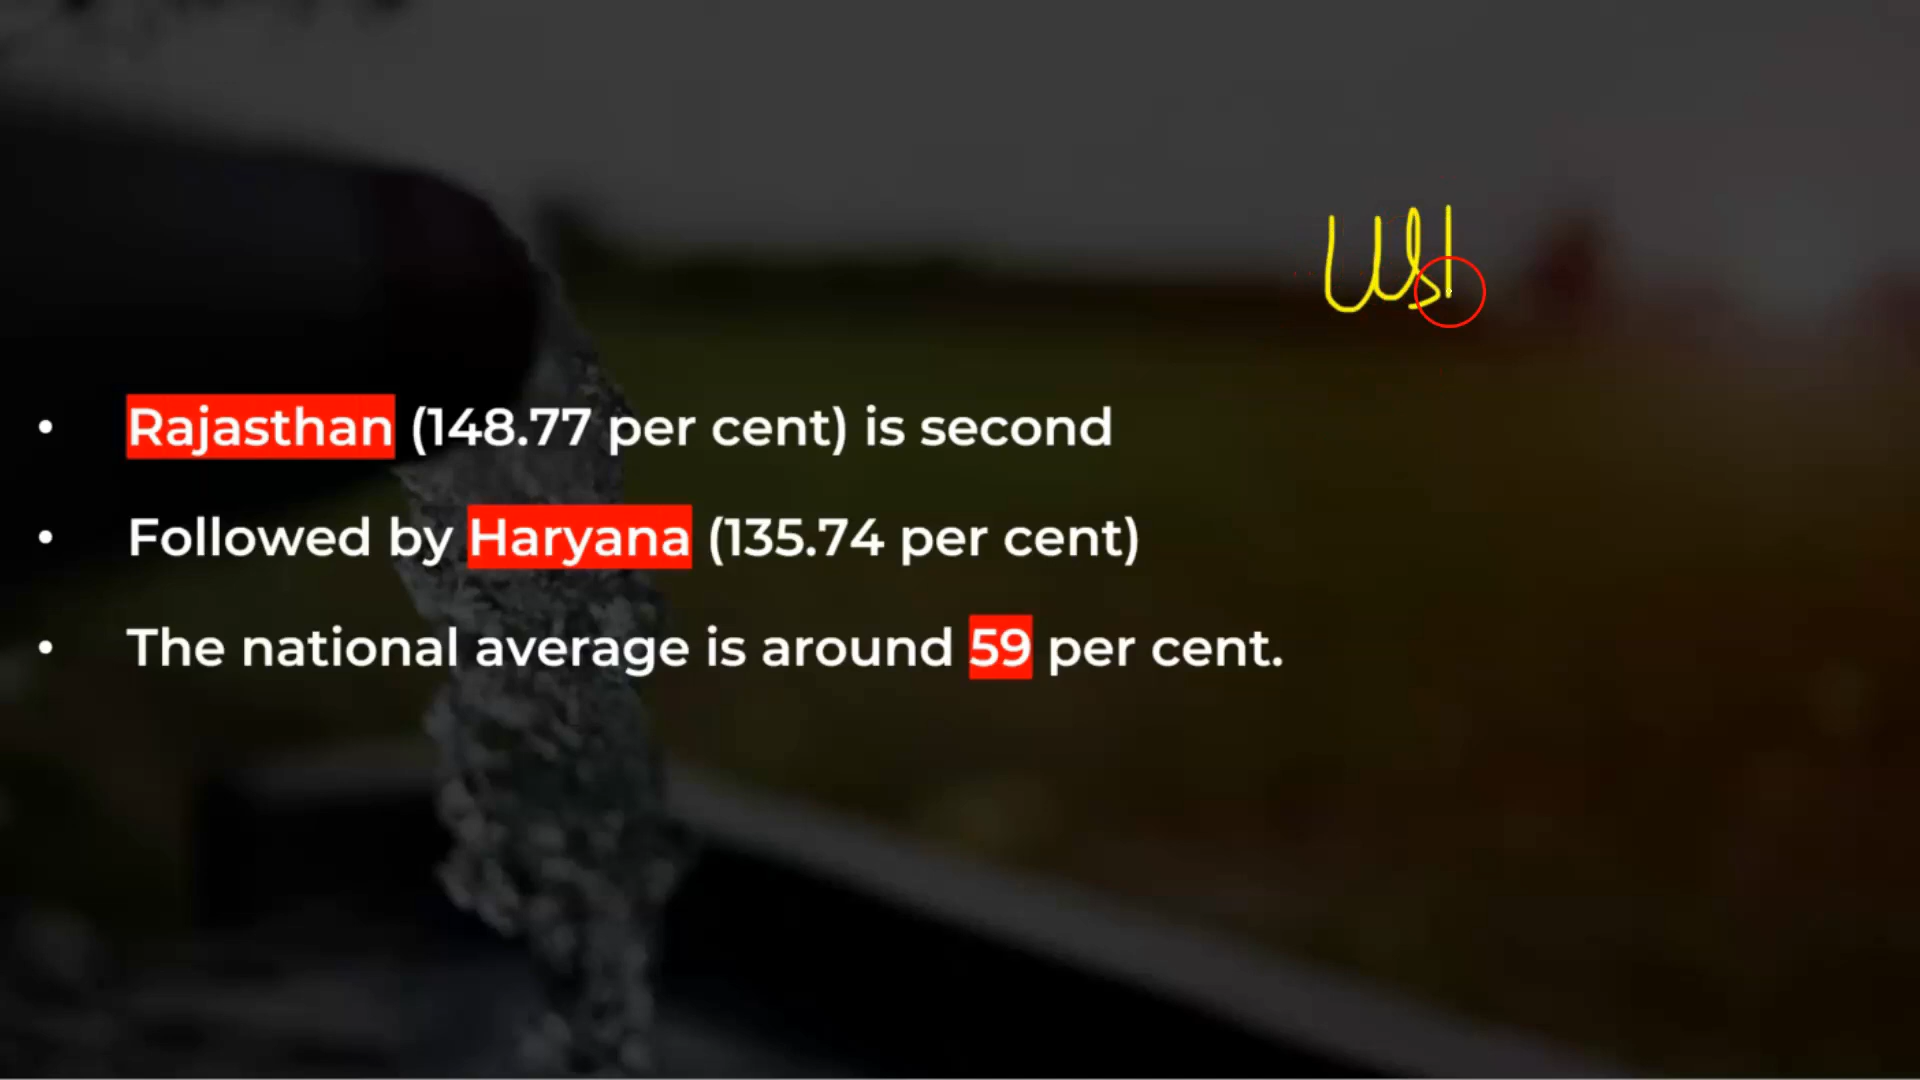 • Rajasthan (148.77 per cent) is second
• Followed by Haryana (135.74 per cent)
• The national average is around 59 per cent.